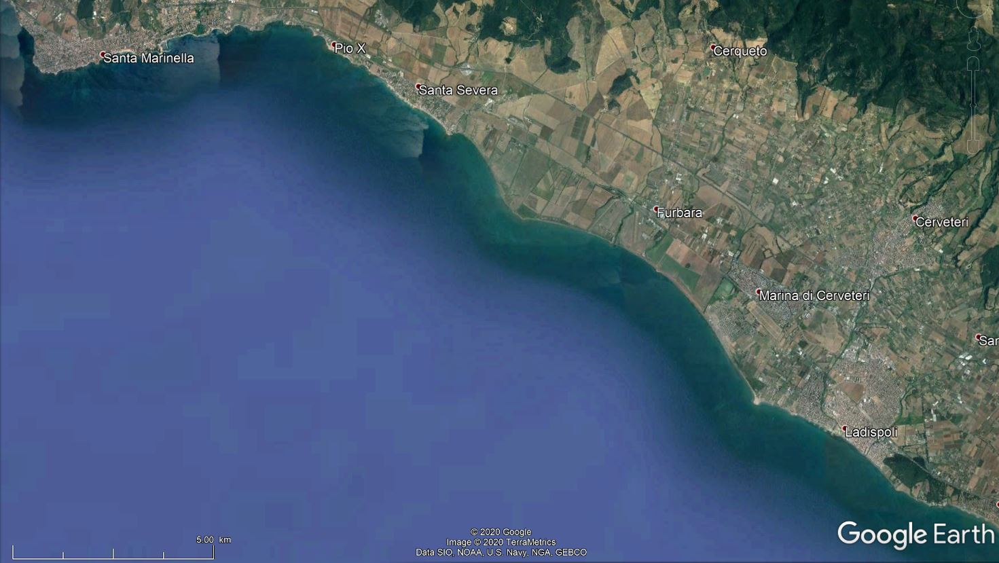 Santa Marinella
Pio X
Cerqueto
Santa Severa
Furbara
Cerveteri
Marina di Cerveteri
Ladispoli
5.00 km
© 2020 Google
Image © 2020 TerraMetrics
Data SIO, NOAA, U.S. Navy, NGA, GEBCO
Google Earth